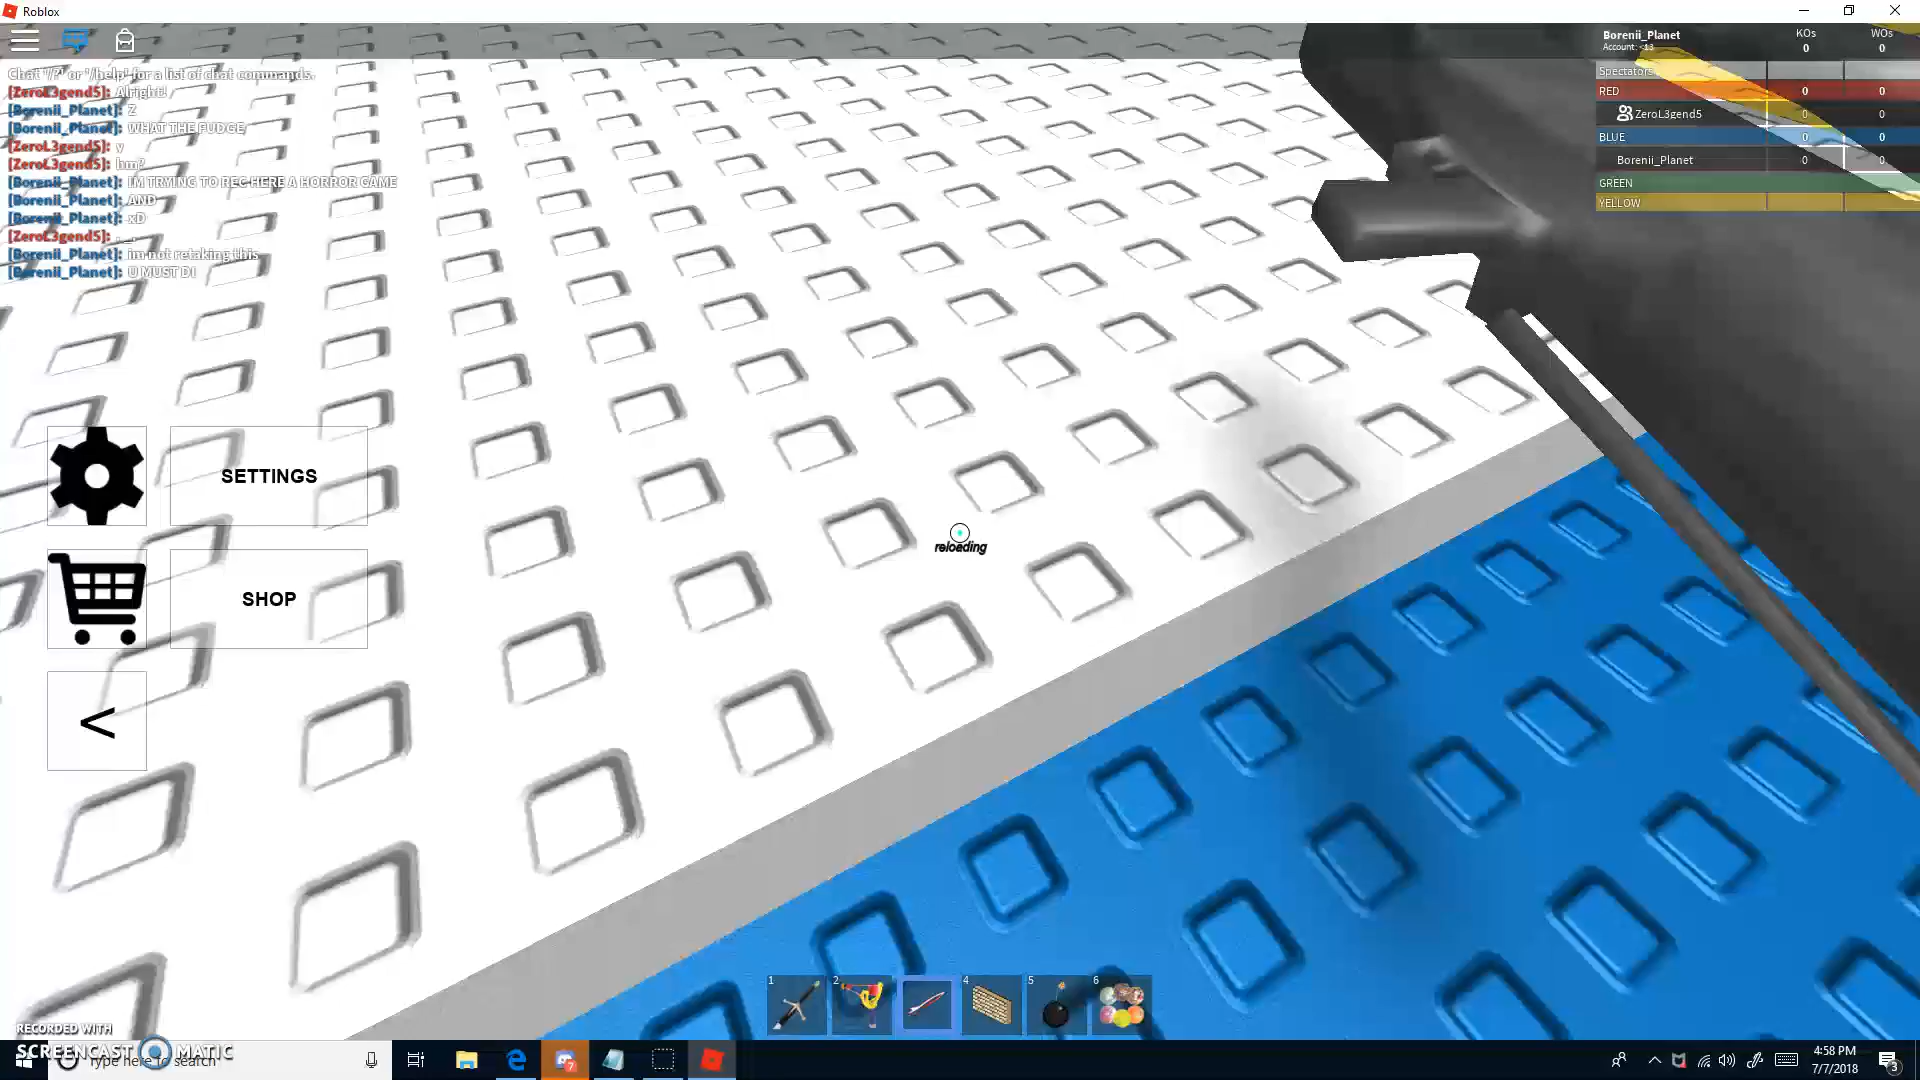 Roblox
Chat '/?' or '/help' for a list of chat commands.
[ZeroL3gend5]: Alright!
[Borenii_Planet]: Z
[Borenii_Planet]: WHAT THE FUDGE
[ZeroL3gend5]: y
[ZeroL3gend5]: hm?
[Borenii_Planet]: IM TRYING TO REC HERE A HORROR GAME
[Borenii_Planet]: AND
[Borenii_Planet]: xD
[ZeroL3gend5]: ._.
[Borenii_Planet]: im not retaking this
[Borenii_Planet]: U MUST DI
Borenii_Planet KOs WOs
Account: <13 0 0
Spectators
RED 0 0
ZeroL3gend5 0 0
BLUE 0 0
Borenii_Planet 0 0
GREEN
YELLOW
SETTINGS
SHOP
<
reloading
1 2 4 5 6
RECORDED WITH
SCREENCAST MATIC
Type here to search
7
4:58 PM
7/7/2018
3